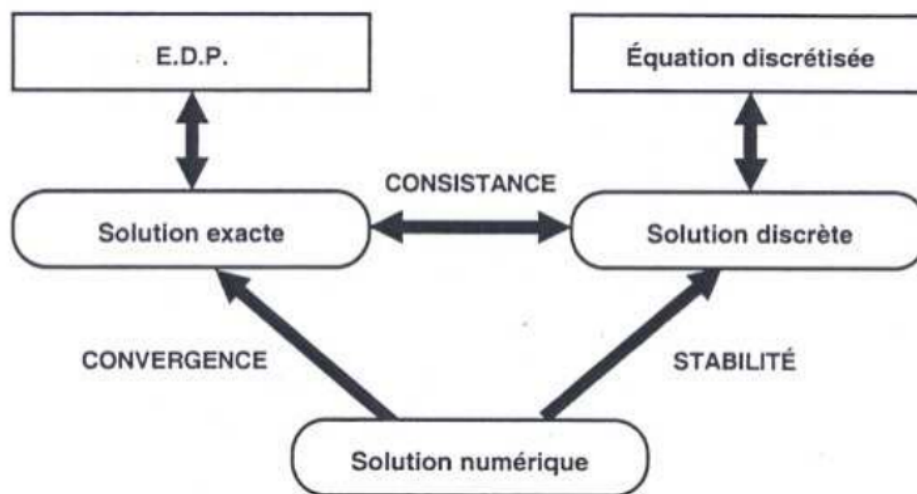 E.D.P.
Équation discrétisée
CONSISTANCE
Solution exacte
Solution discrète
CONVERGENCE
STABILITÉ
Solution numérique